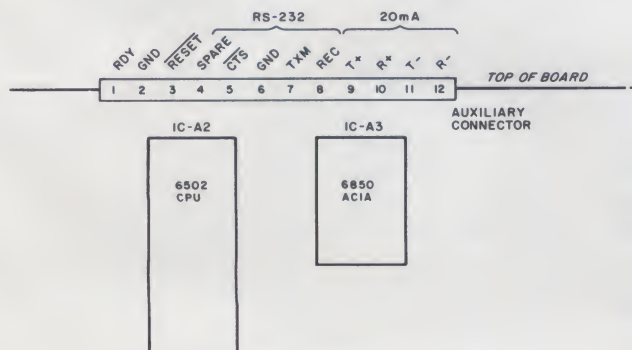 RS-232 20mA
RDY GND RESET SPARE CTS GND TXM REC T+ R+ T- R-
1 2 3 4 5 6 7 8 9 10 11 12
TOP OF BOARD
AUXILIARY
CONNECTOR
IC-A2
6502
CPU
IC-A3
6850
ACIA